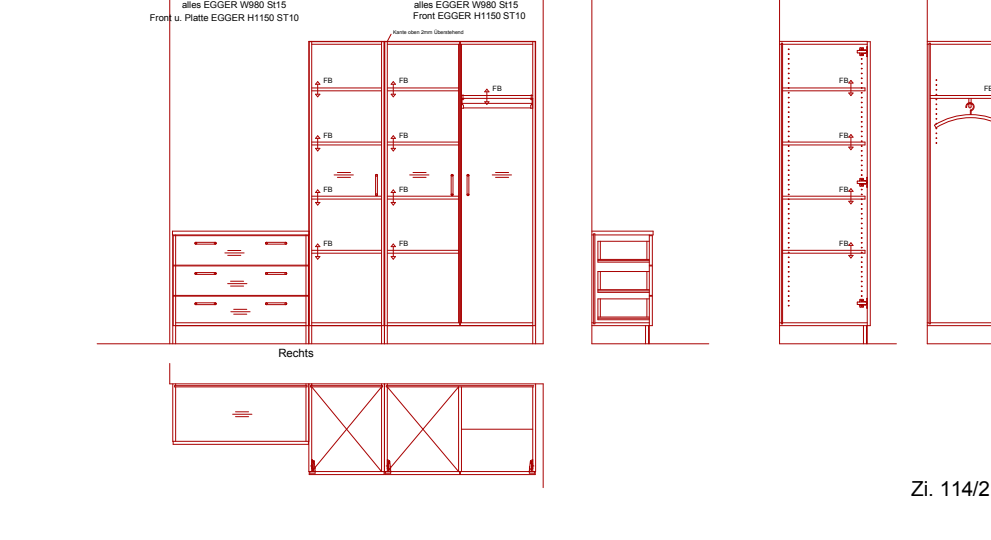 alles EGGER W980 St15
Front u. Platte EGGER H1150 ST10
alles EGGER W980 St15
Front EGGER H1150 ST10
Kante oben 2mm Überstehend
FB
FB
FB
FB
FB
FB
FB
FB
FB
FB
FB
FB
FB
FB
Rechts
Zi. 114/2